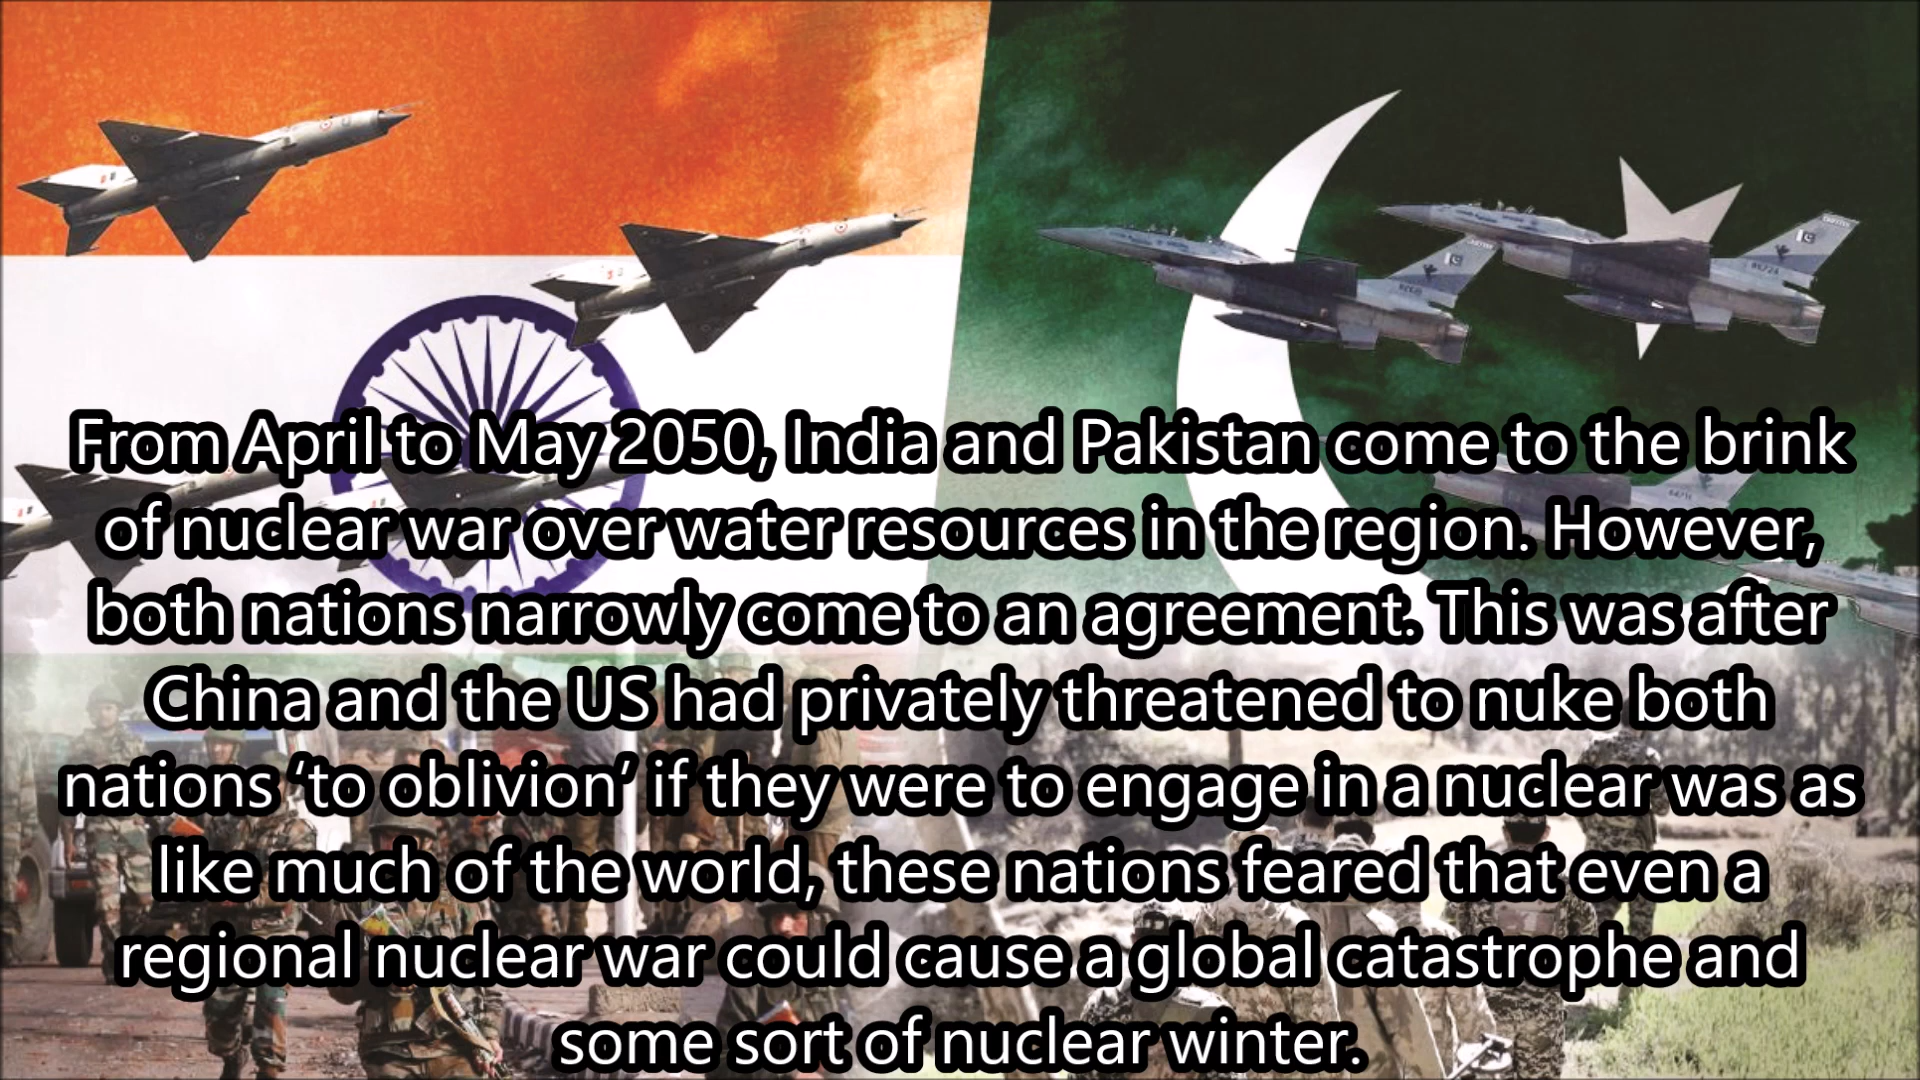 From April to May 2050, India and Pakistan come to the brink
of nuclear war over water resources in the region. However,
both nations narrowly come to an agreement. This was after
China and the US had privately threatened to nuke both
nations ‘to oblivion’ if they were to engage in a nuclear was as
like much of the world, these nations feared that even a
regional nuclear war could cause a global catastrophe and
some sort of nuclear winter.